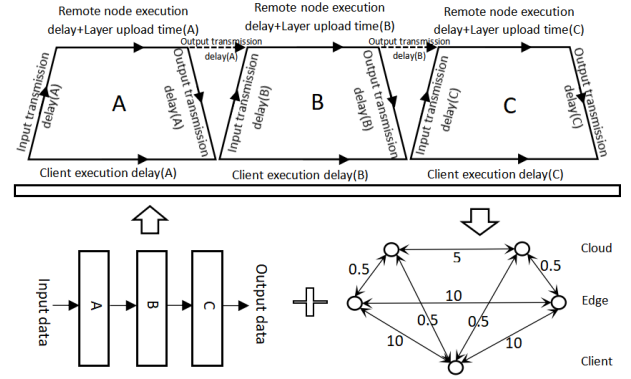 Remote node execution
delay+Layer upload time(A)
Remote node execution
delay+Layer upload time(B)
Remote node execution
delay+Layer upload time(C)
Output transmission
delay(A)
Output transmission
delay(B)
Input transmission
delay(A)
A
Output transmission
delay(A)
Input transmission
delay(B)
B
Output transmission
delay(B)
Input transmission
delay(C)
C
Output transmission
delay(C)
Client execution delay(A)
Client execution delay(B)
Client execution delay(C)
Input data
A
B
C
Output data
Cloud
Edge
Client
5
0.5
0.5
10
0.5
0.5
10
10